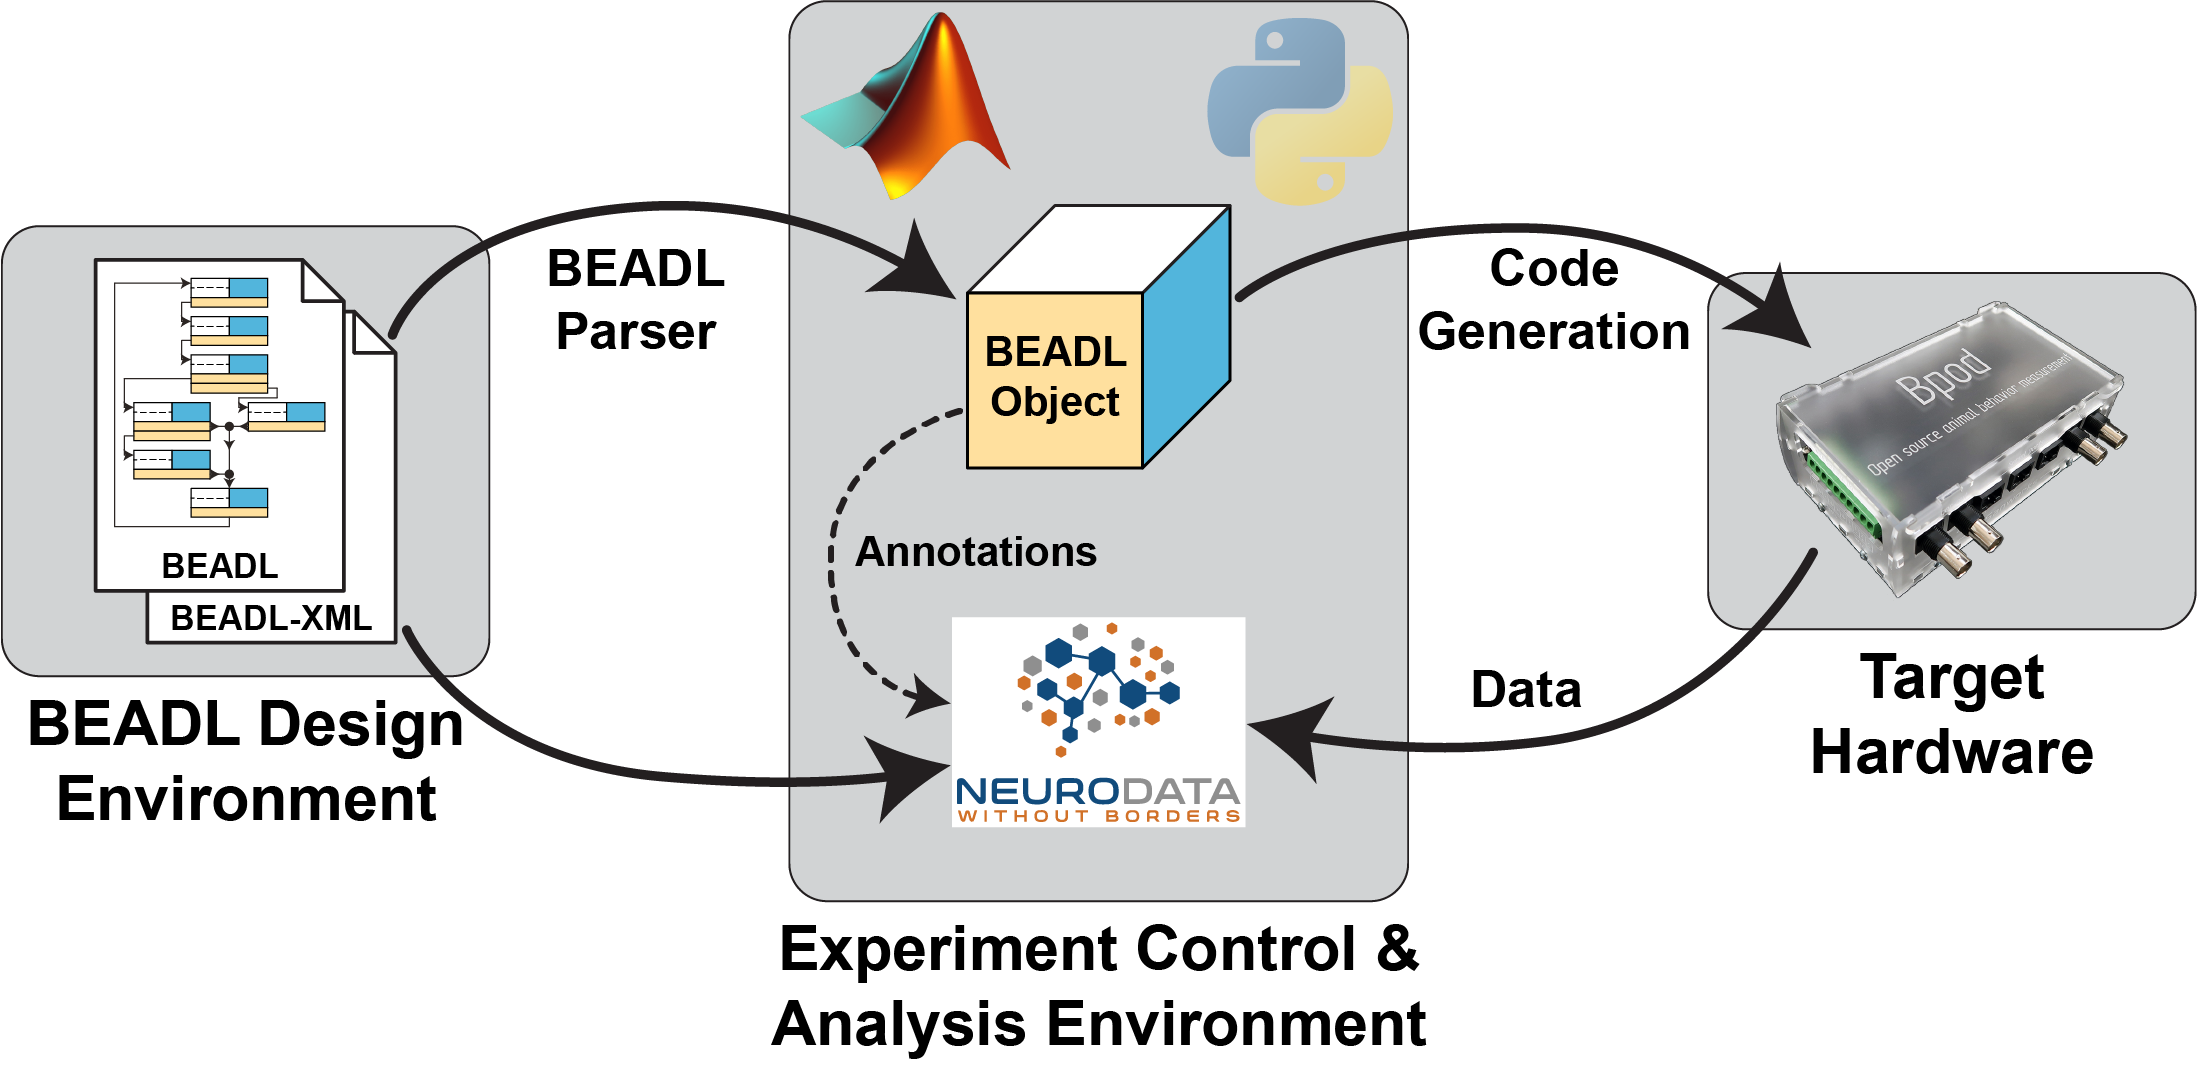 BEADL
BEADL-XML
BEADL Design
Environment
BEADL
Parser
BEADL
Object
Annotations
NEURODATA
WITHOUT BORDERS
Experiment Control &
Analysis Environment
Code
Generation
Bpod
Open source animal behavior measurement
Data
Target
Hardware